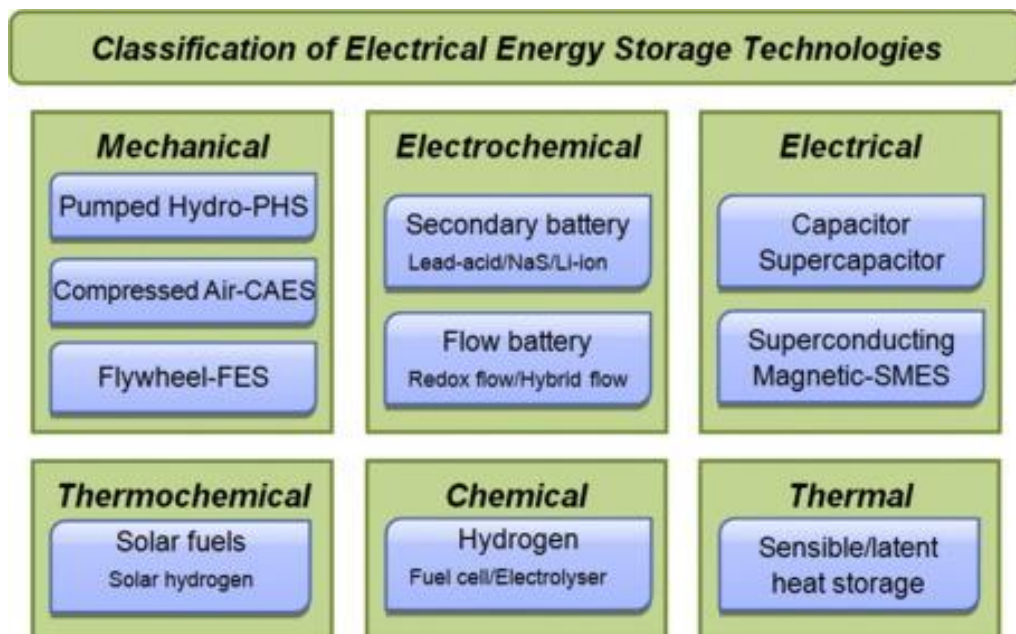 Classification of Electrical Energy Storage Technologies
Mechanical
Pumped Hydro-PHS
Compressed Air-CAES
Flywheel-FES
Electrochemical
Secondary battery
Lead-acid/NaS/Li-ion
Flow battery
Redox flow/Hybrid flow
Electrical
Capacitor
Supercapacitor
Superconducting
Magnetic-SMES
Thermochemical
Solar fuels
Solar hydrogen
Chemical
Hydrogen
Fuel cell/Electrolyser
Thermal
Sensible/latent
heat storage